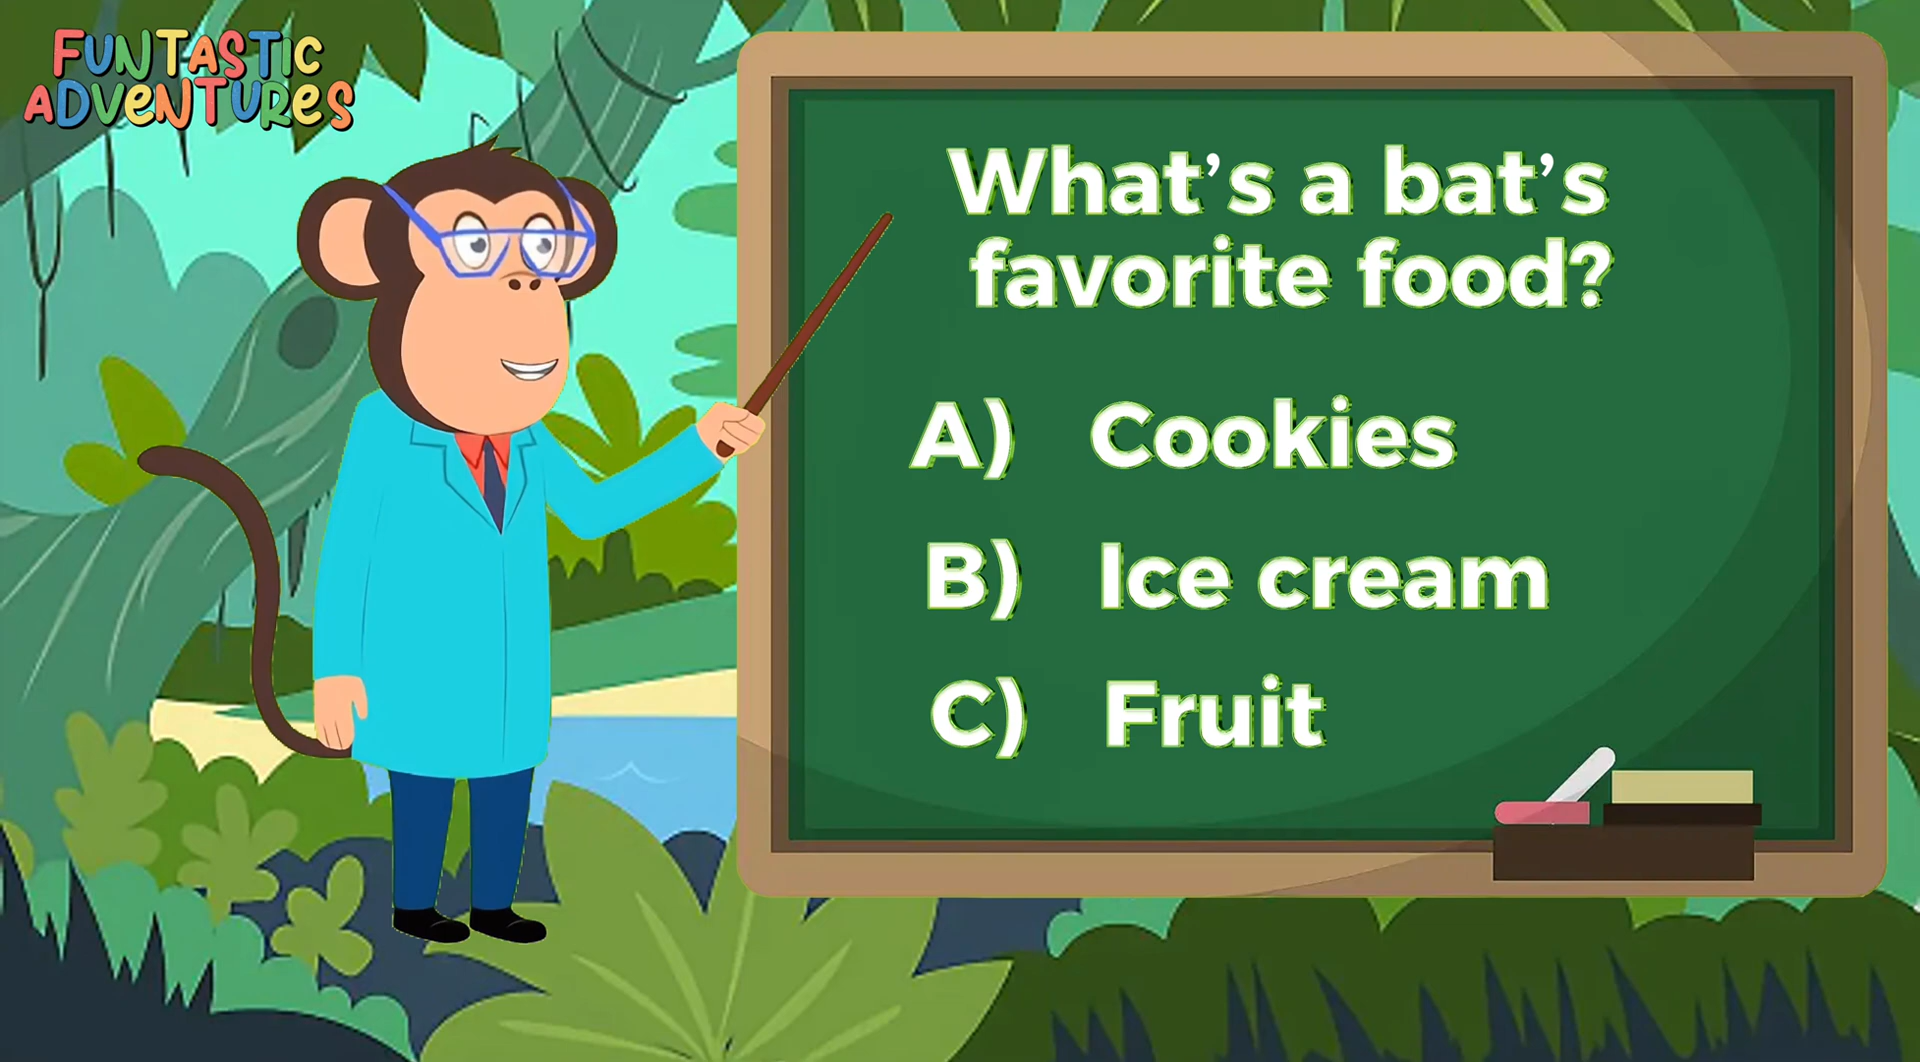 FUNTASTIC
ADVENTURES
What's a bat's
favorite food?
A) Cookies
B) Ice cream
C) Fruit